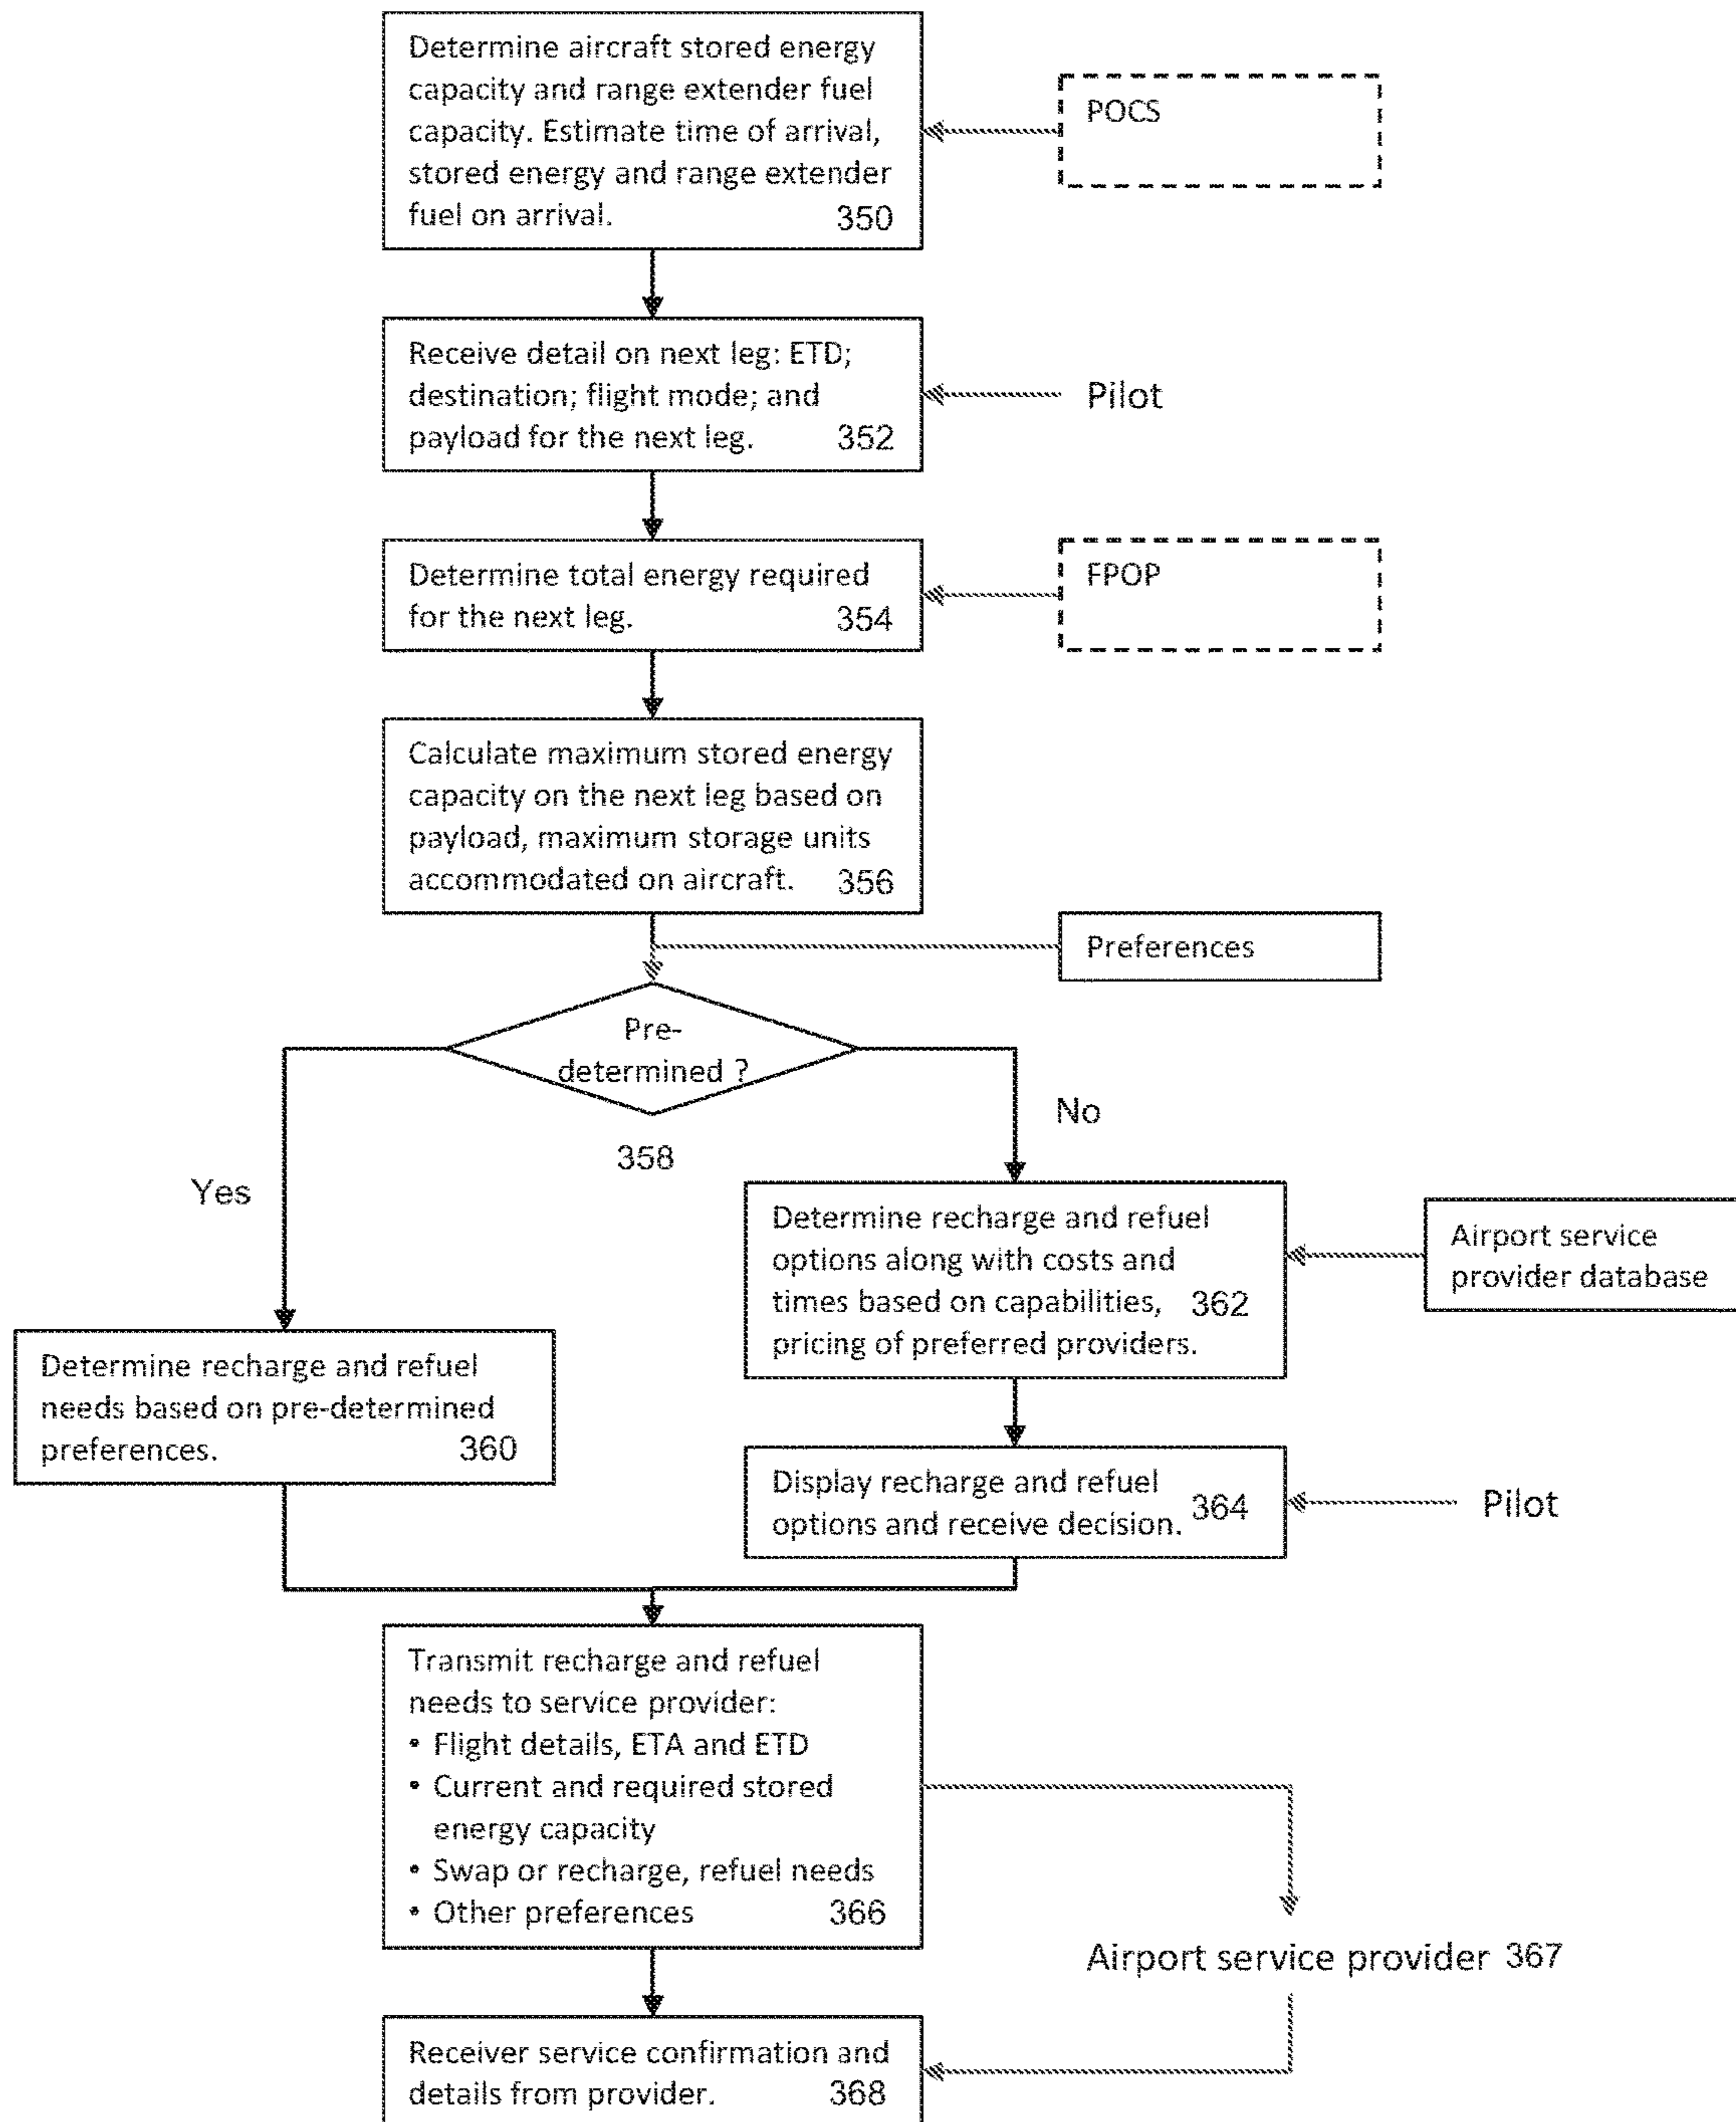 Determine aircraft stored energy
capacity and range extender fuel
capacity. Estimate time of arrival,
stored energy and range extender
fuel on arrival. 350
POCS
Receive detail on next leg: ETD;
destination; flight mode; and
payload for the next leg. 352
Pilot
Determine total energy required
for the next leg. 354
FPOP
Calculate maximum stored energy
capacity on the next leg based on
payload, maximum storage units
accommodated on aircraft. 356
Preferences
Pre-
determined ?
358
Yes
No
Determine recharge and refuel
needs based on pre-determined
preferences. 360
Determine recharge and refuel
options along with costs and
times based on capabilities, 362
pricing of preferred providers.
Airport service
provider database
Display recharge and refuel
options and receive decision. 364
Pilot
Transmit recharge and refuel
needs to service provider:
• Flight details, ETA and ETD
• Current and required stored
energy capacity
• Swap or recharge, refuel needs
• Other preferences 366
Airport service provider 367
Receiver service confirmation and
details from provider. 368